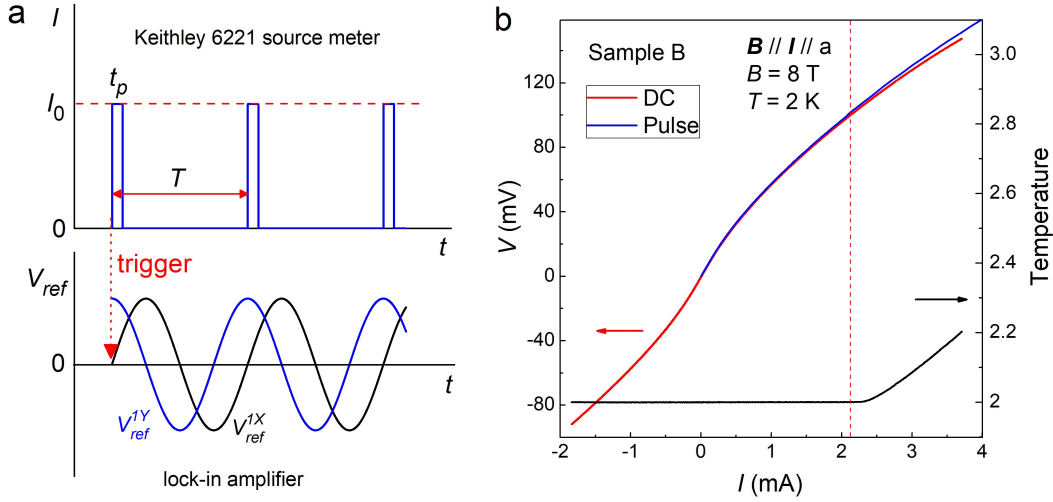 a
I
Keithley 6221 source meter
t_p
I_0
T
0
t
trigger
V_ref
0
t
V_ref^1Y
V_ref^1X
lock-in amplifier
b
Sample B
B // I // a
B = 8 T
T = 2 K
DC
Pulse
V (mV)
120
80
40
0
-40
-80
-2
-1
0
1
2
3
4
I (mA)
3.0
2.8
2.6
2.4
2.2
2
Temperature